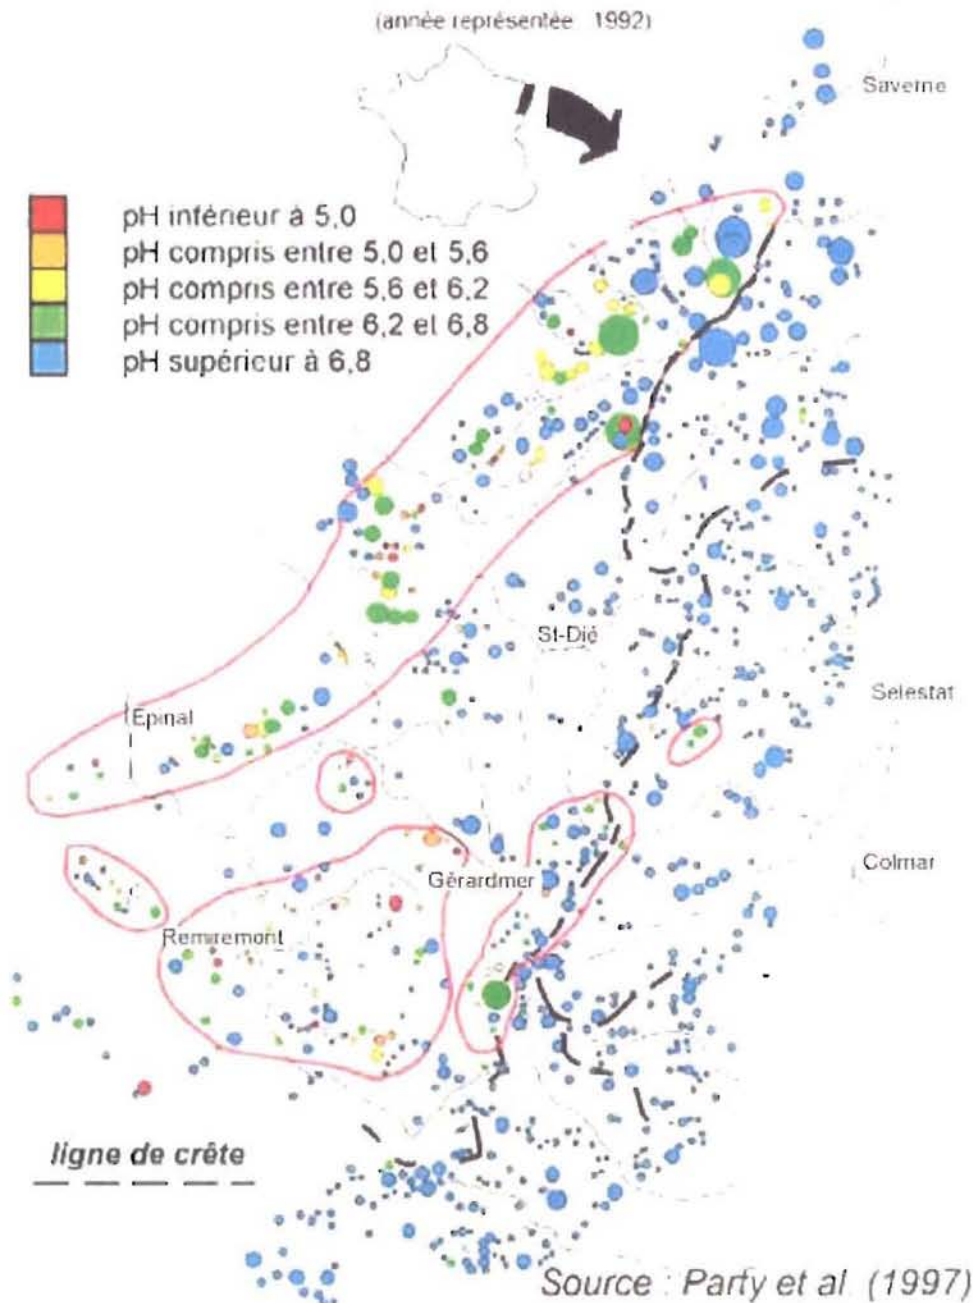 (année représentée 1992)
Saverne
pH inférieur à 5,0
pH compris entre 5,0 et 5,6
pH compris entre 5,6 et 6,2
pH compris entre 6,2 et 6,8
pH supérieur à 6,8
St-Dié
Selestat
Epinal
Colmar
Gérardmer
Remiremont
ligne de crête
Source : Party et al (1997)